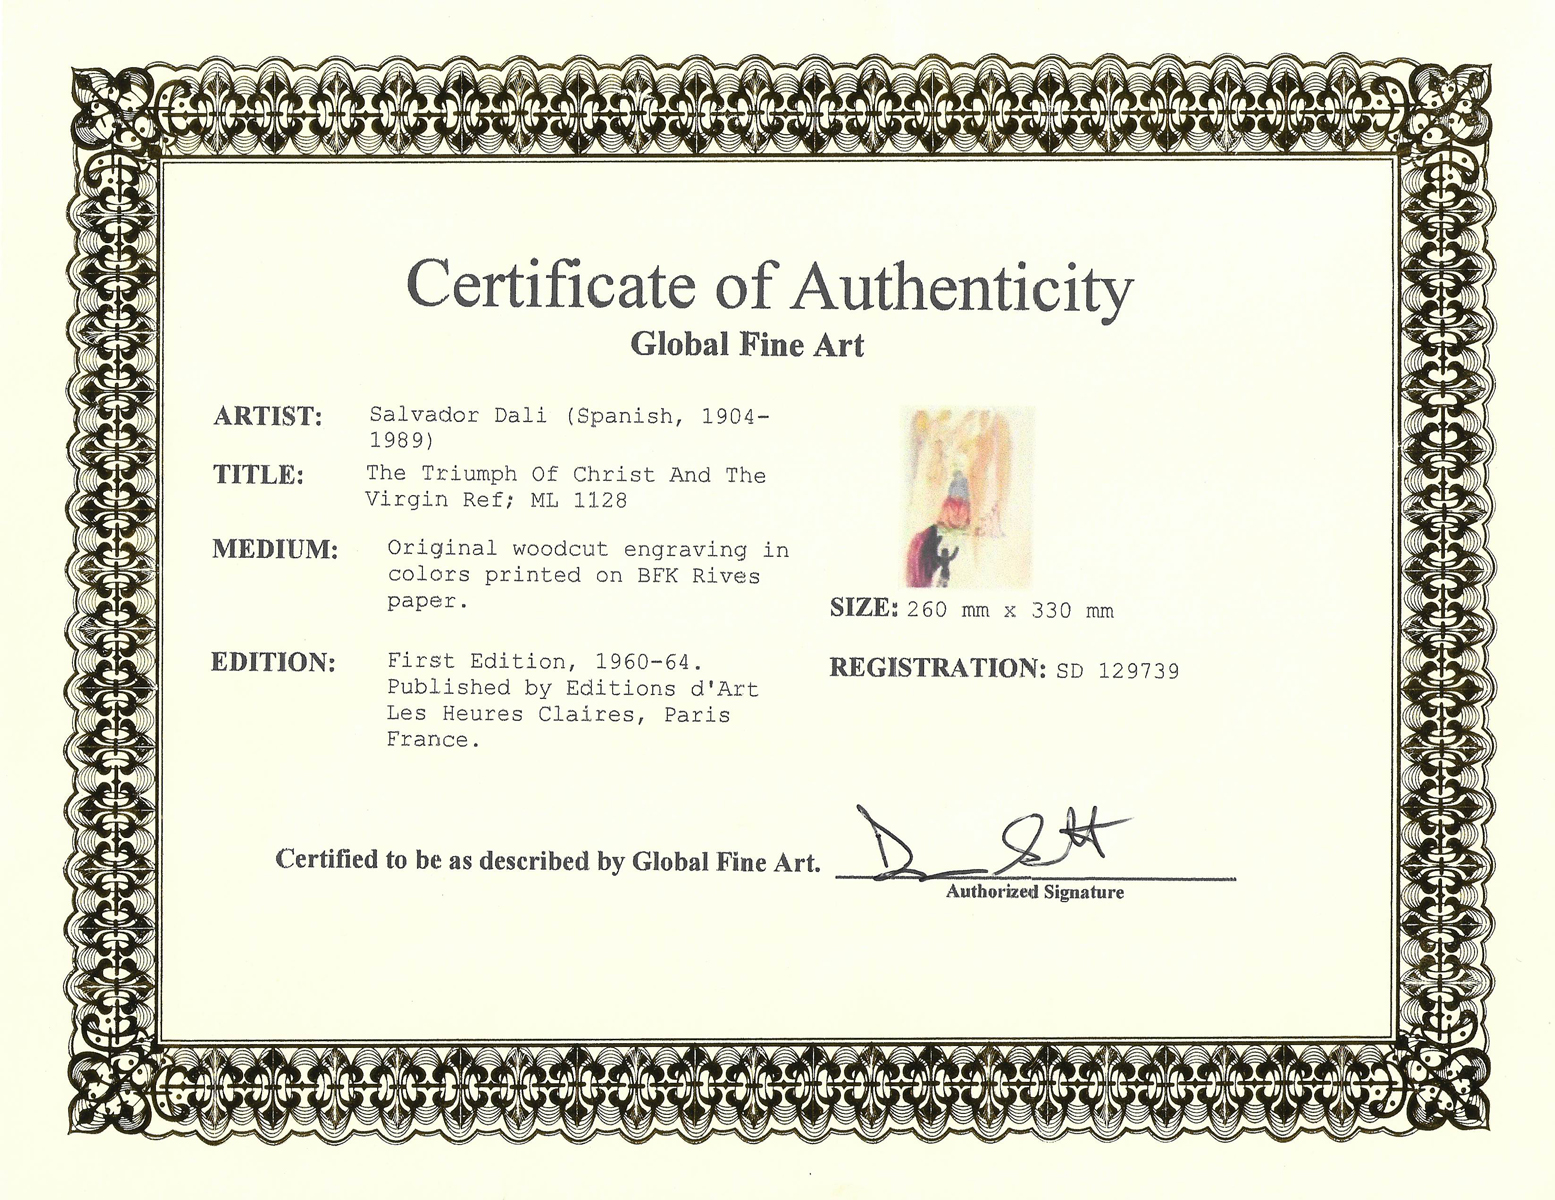 Certificate of Authenticity
Global Fine Art
ARTIST: Salvador Dali (Spanish, 1904-
1989)
TITLE: The Triumph Of Christ And The
Virgin Ref; ML 1128
MEDIUM: Original woodcut engraving in
colors printed on BFK Rives
paper.
SIZE: 260 mm x 330 mm
EDITION: First Edition, 1960-64.
Published by Editions d'Art
Les Heures Claires, Paris
France.
REGISTRATION: SD 129739
Certified to be as described by Global Fine Art.
Authorized Signature